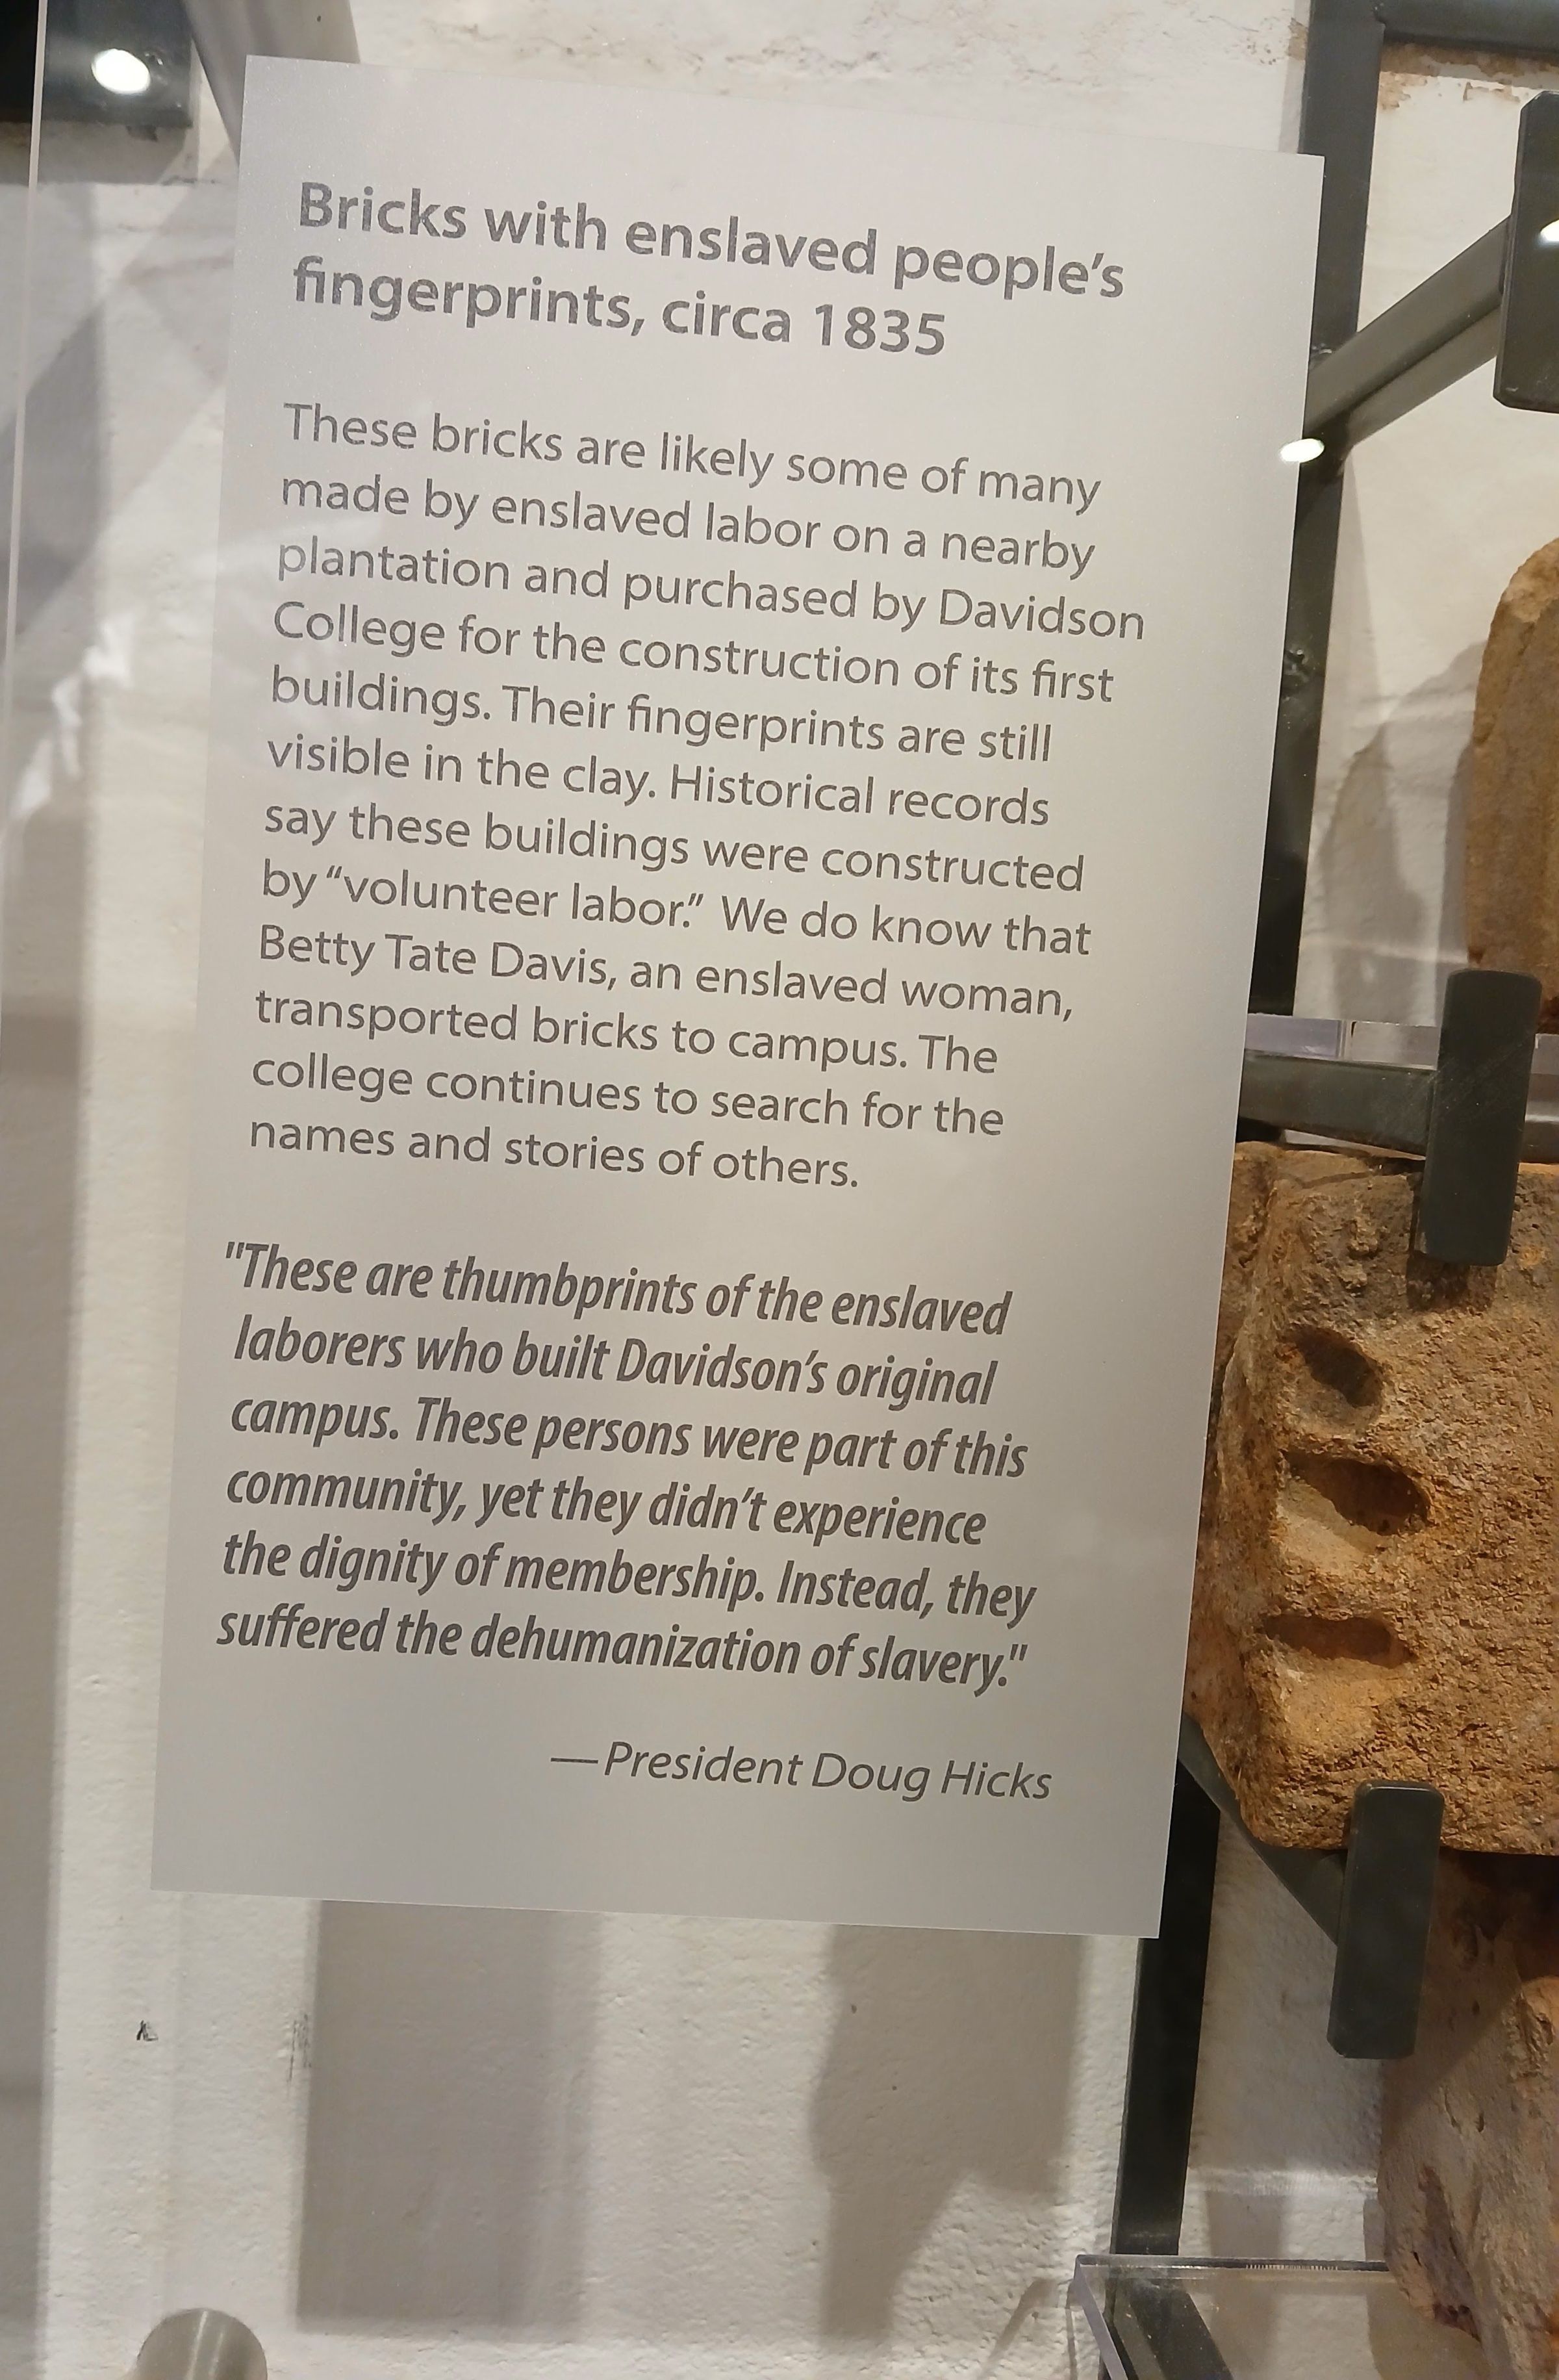 Bricks with enslaved people’s
fingerprints, circa 1835
These bricks are likely some of many
made by enslaved labor on a nearby
plantation and purchased by Davidson
College for the construction of its first
buildings. Their fingerprints are still
visible in the clay. Historical records
say these buildings were constructed
by “volunteer labor.” We do know that
Betty Tate Davis, an enslaved woman,
transported bricks to campus. The
college continues to search for the
names and stories of others.
"These are thumbprints of the enslaved
laborers who built Davidson’s original
campus. These persons were part of this
community, yet they didn’t experience
the dignity of membership. Instead, they
suffered the dehumanization of slavery."
—President Doug Hicks